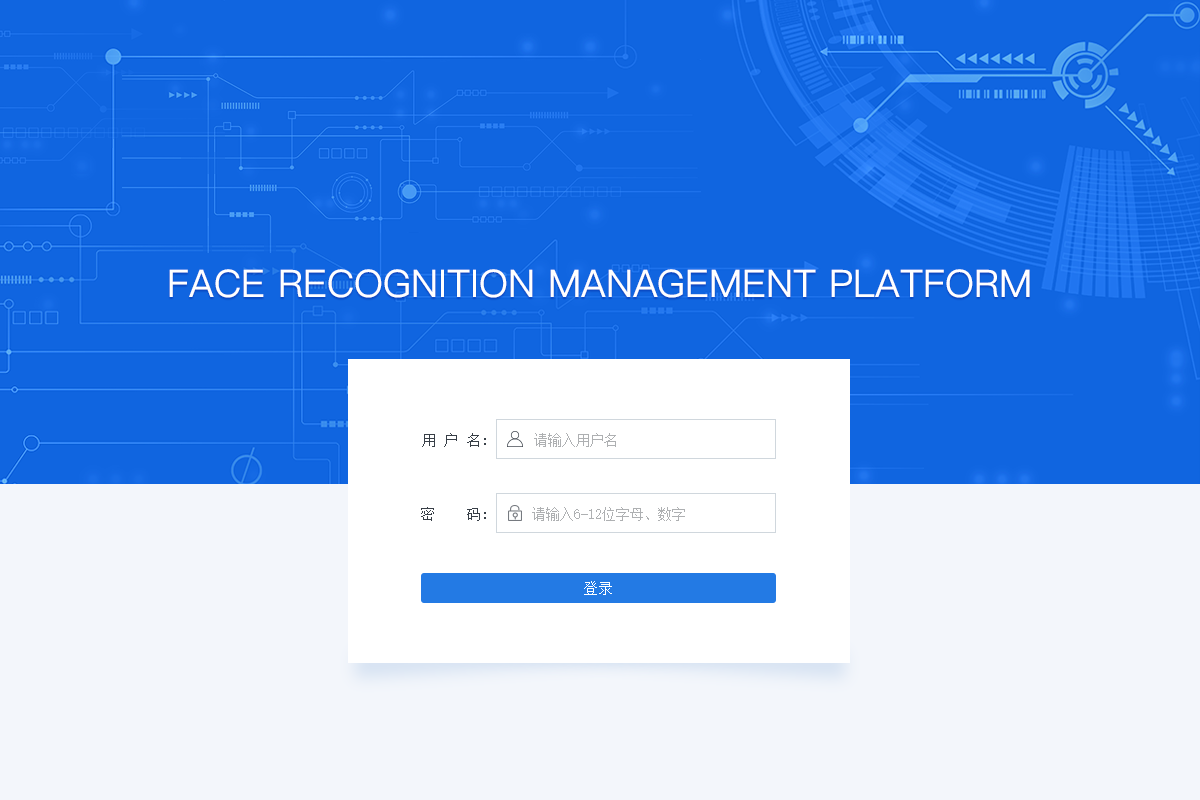 FACE RECOGNITION MANAGEMENT PLATFORM
用 户 名: 请输入用户名
密 码: 请输入6-12位字母、数字
登录